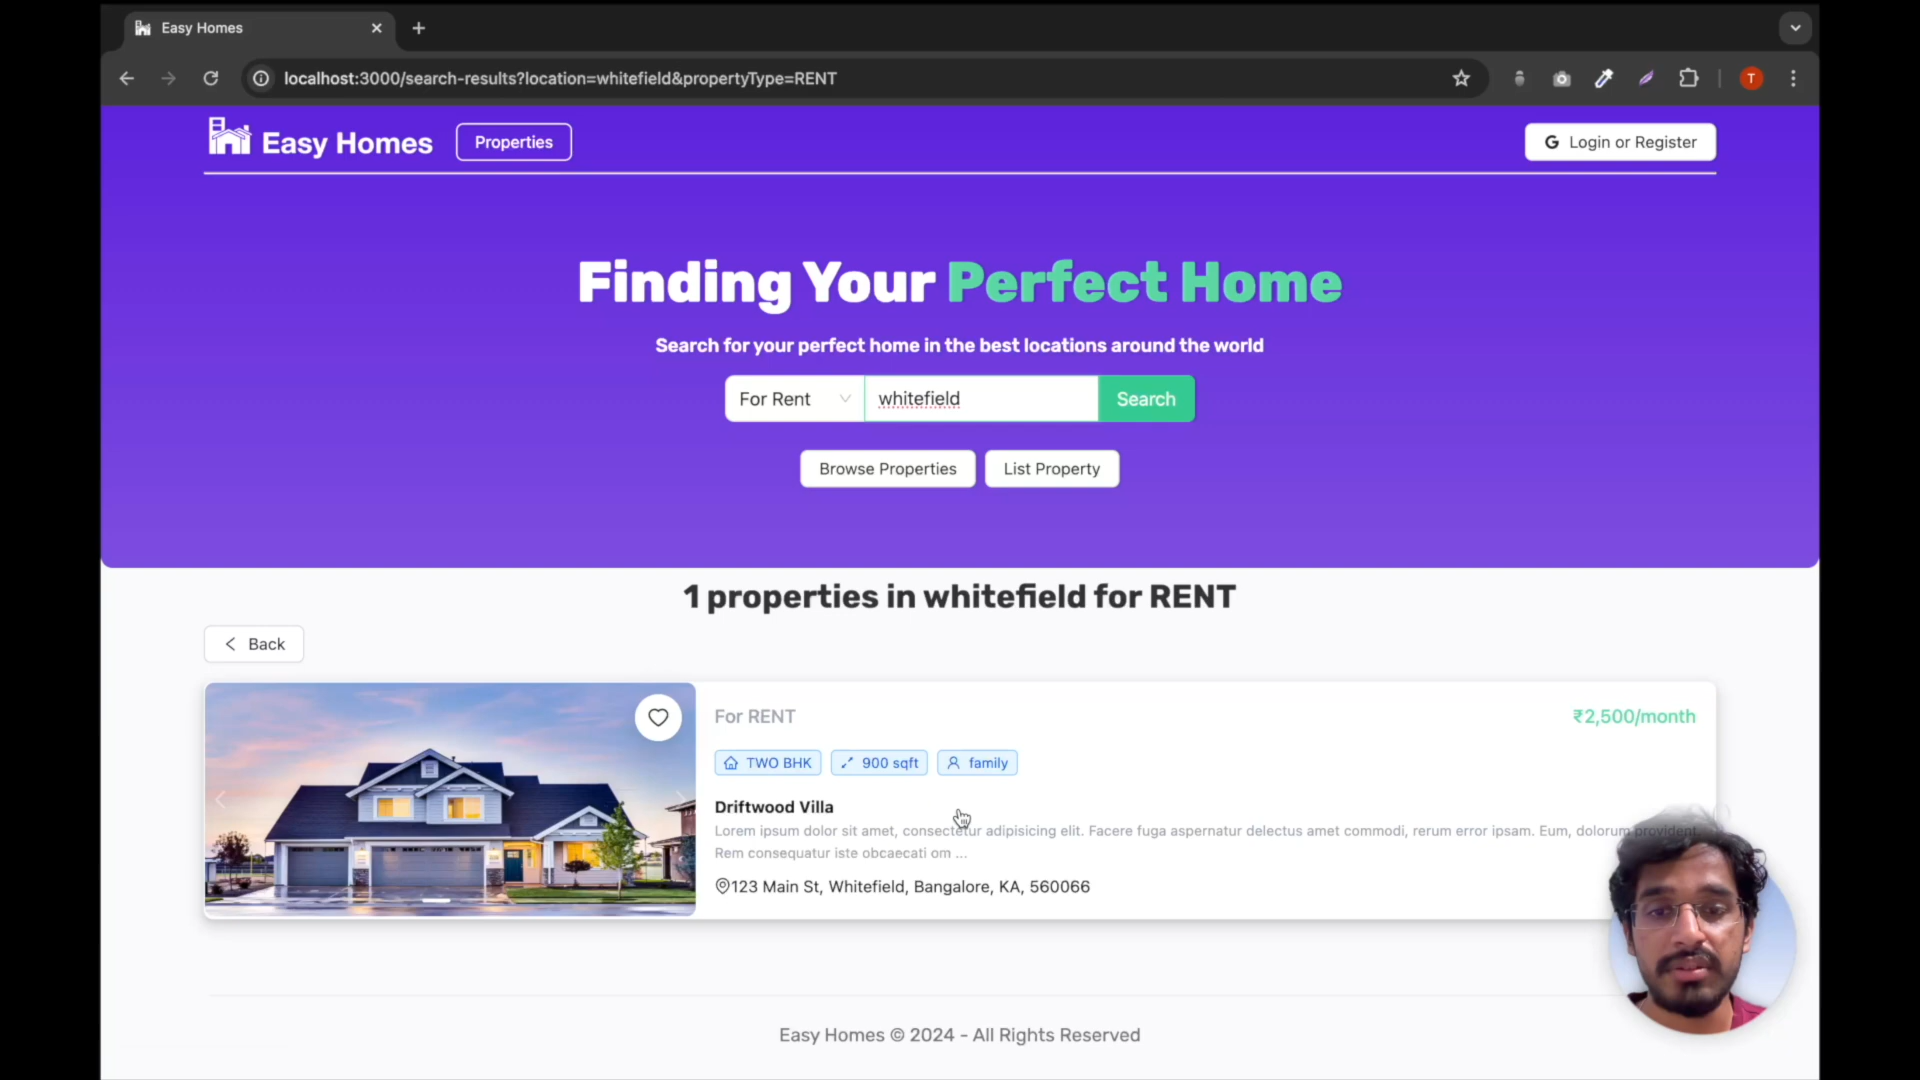 Easy Homes
localhost:3000/search-results?location=whitefield&propertyType=RENT
T
Easy Homes
Properties
G Login or Register
Finding Your Perfect Home
Search for your perfect home in the best locations around the world
For Rent
whitefield
Search
Browse Properties
List Property
1 properties in whitefield for RENT
Back
For RENT
₹2,500/month
TWO BHK
900 sqft
family
Driftwood Villa
Lorem ipsum dolor sit amet, consectetur adipisicing elit. Facere fuga aspernatur delectus amet commodi, rerum error ipsam. Eum, dolorum provident.
Rem consequatur iste obcaecati om ...
123 Main St, Whitefield, Bangalore, KA, 560066
Easy Homes © 2024 - All Rights Reserved